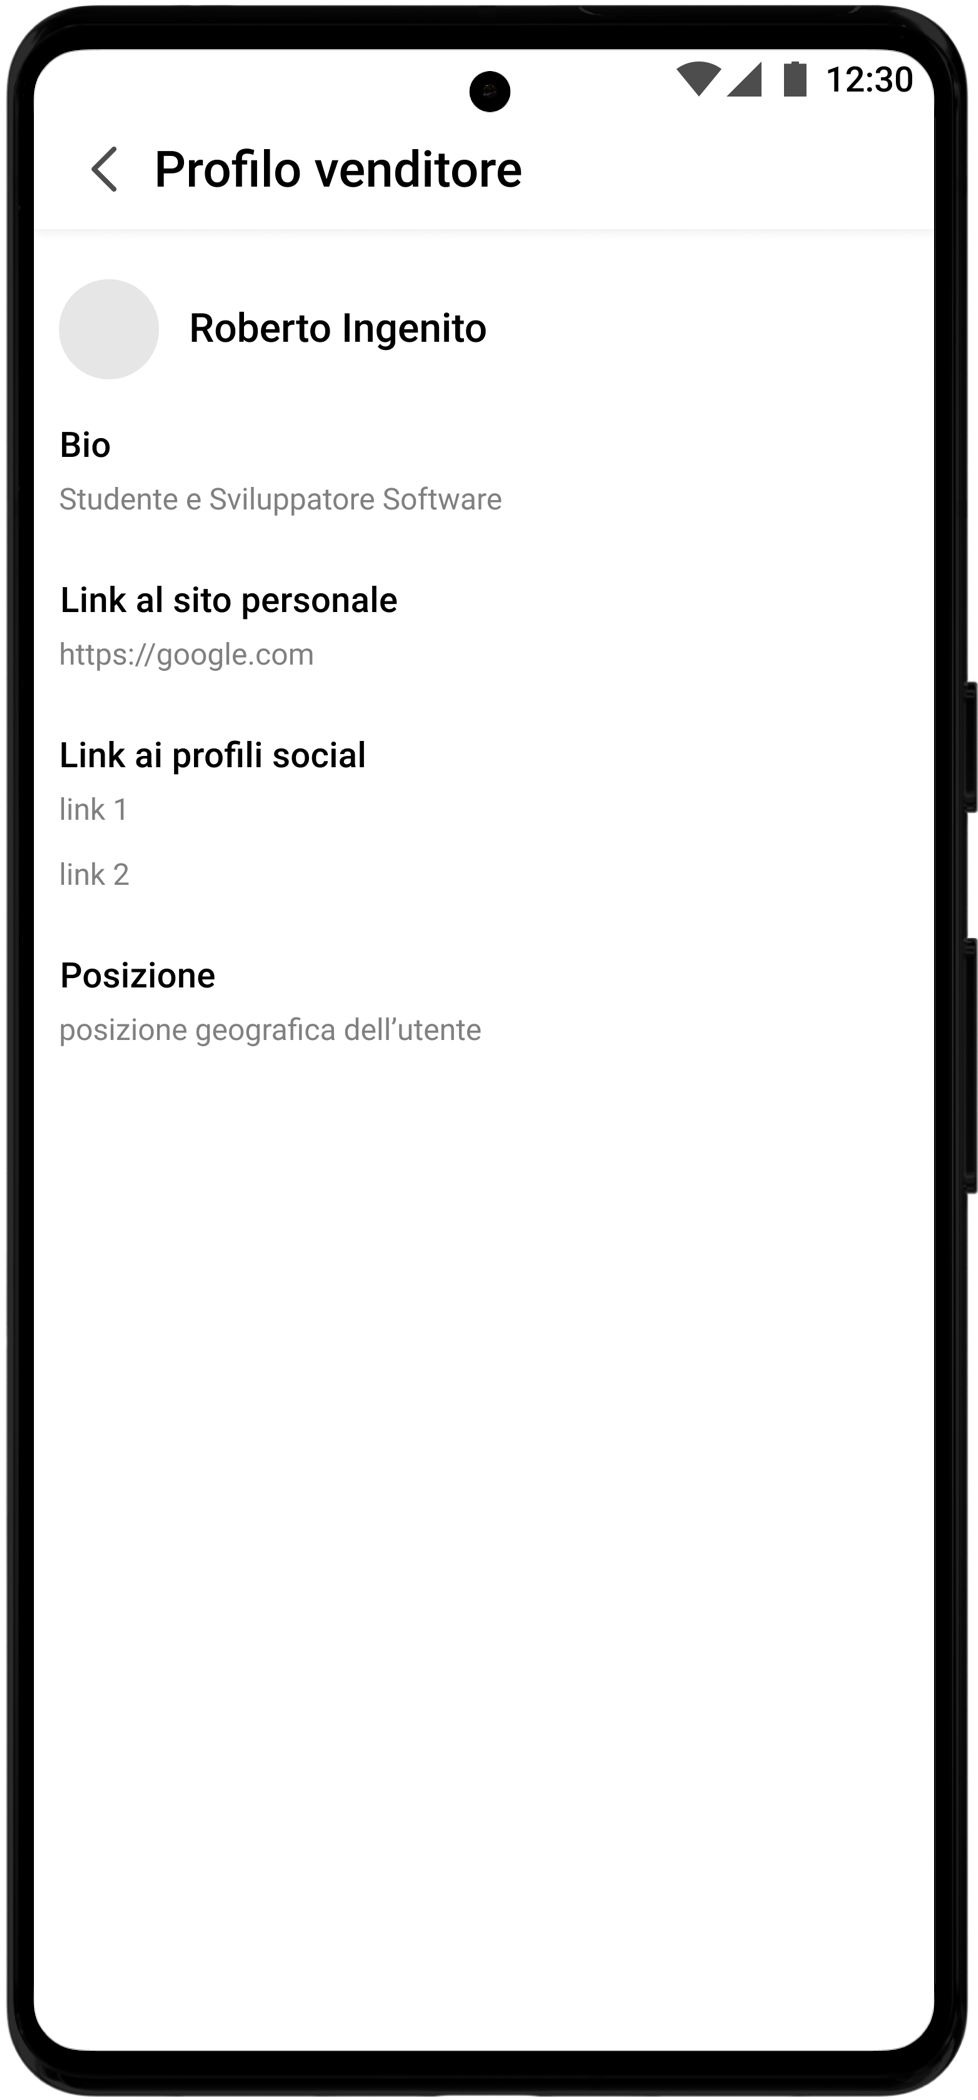 12:30
Profilo venditore
Roberto Ingenito
Bio
Studente e Sviluppatore Software
Link al sito personale
https://google.com
Link ai profili social
link 1
link 2
Posizione
posizione geografica dell’utente